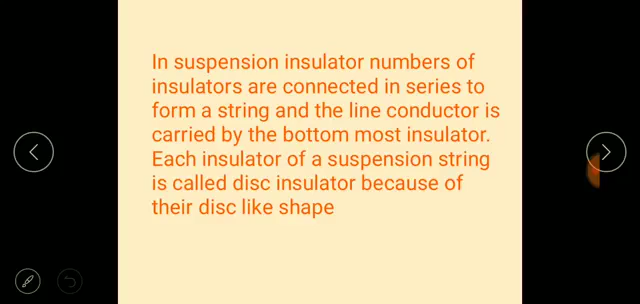 In suspension insulator numbers of
insulators are connected in series to
form a string and the line conductor is
carried by the bottom most insulator.
Each insulator of a suspension string
is called disc insulator because of
their disc like shape